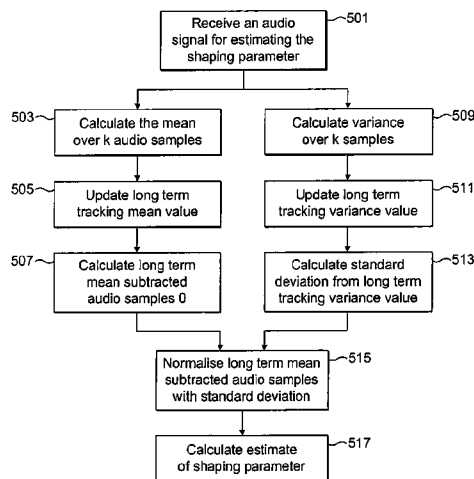 Receive an audio
signal for estimating the
shaping parameter
501
503
Calculate the mean
over k audio samples
Calculate variance
over k samples
509
505
Update long term
tracking mean value
Update long term
tracking variance value
511
507
Calculate long term
mean subtracted
audio samples 0
Calculate standard
deviation from long term
tracking variance value
513
Normalise long term mean
subtracted audio samples
with standard deviation
515
Calculate estimate
of shaping parameter
517